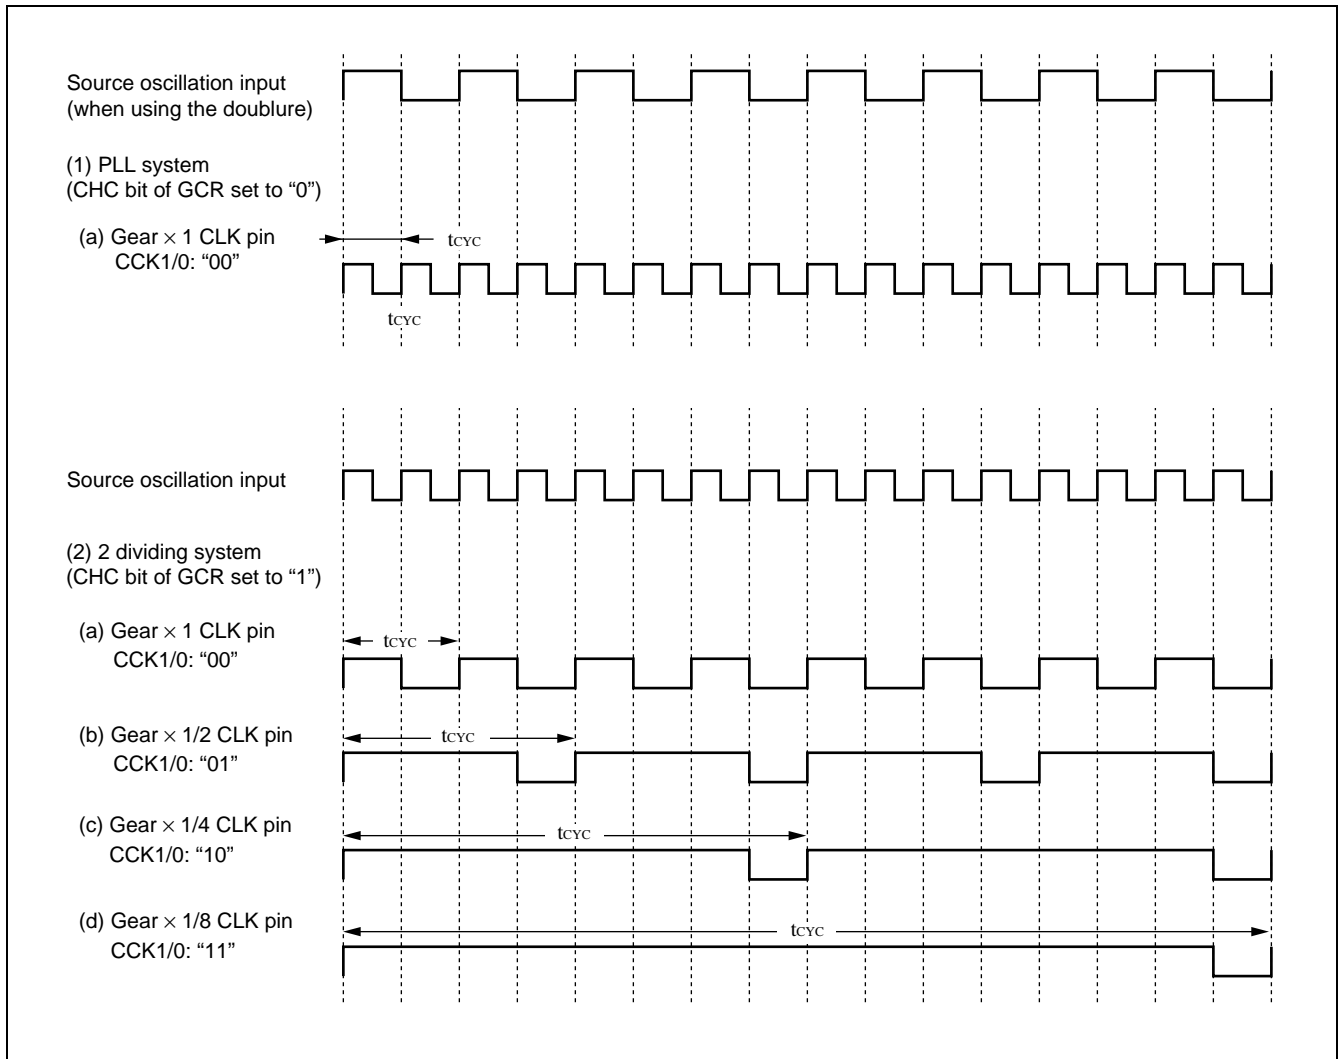 Source oscillation input
(when using the doublure)
(1) PLL system
(CHC bit of GCR set to “0”)
(a) Gear × 1 CLK pin
CCK1/0: “00”
tCYC
tCYC
Source oscillation input
(2) 2 dividing system
(CHC bit of GCR set to “1”)
(a) Gear × 1 CLK pin
CCK1/0: “00”
tCYC
(b) Gear × 1/2 CLK pin
CCK1/0: “01”
tCYC
(c) Gear × 1/4 CLK pin
CCK1/0: “10”
tCYC
(d) Gear × 1/8 CLK pin
CCK1/0: “11”
tCYC